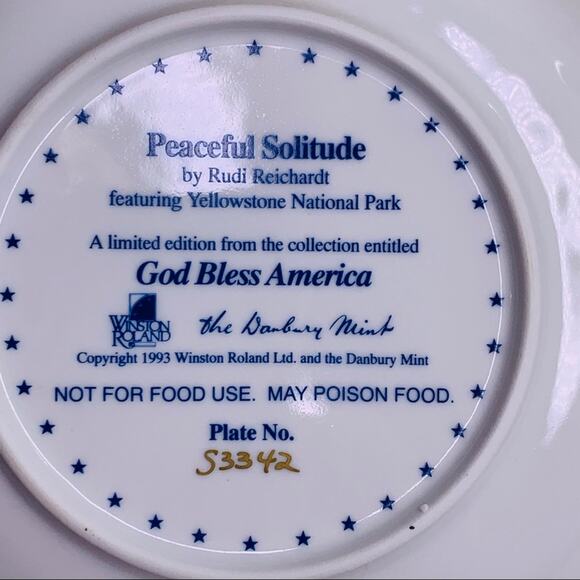 Peaceful Solitude
by Rudi Reichardt
featuring Yellowstone National Park
A limited edition from the collection entitled
God Bless America
WINSTON
ROLAND
the Danbury Mint
Copyright 1993 Winston Roland Ltd. and the Danbury Mint
NOT FOR FOOD USE. MAY POISON FOOD.
Plate No.
S3342